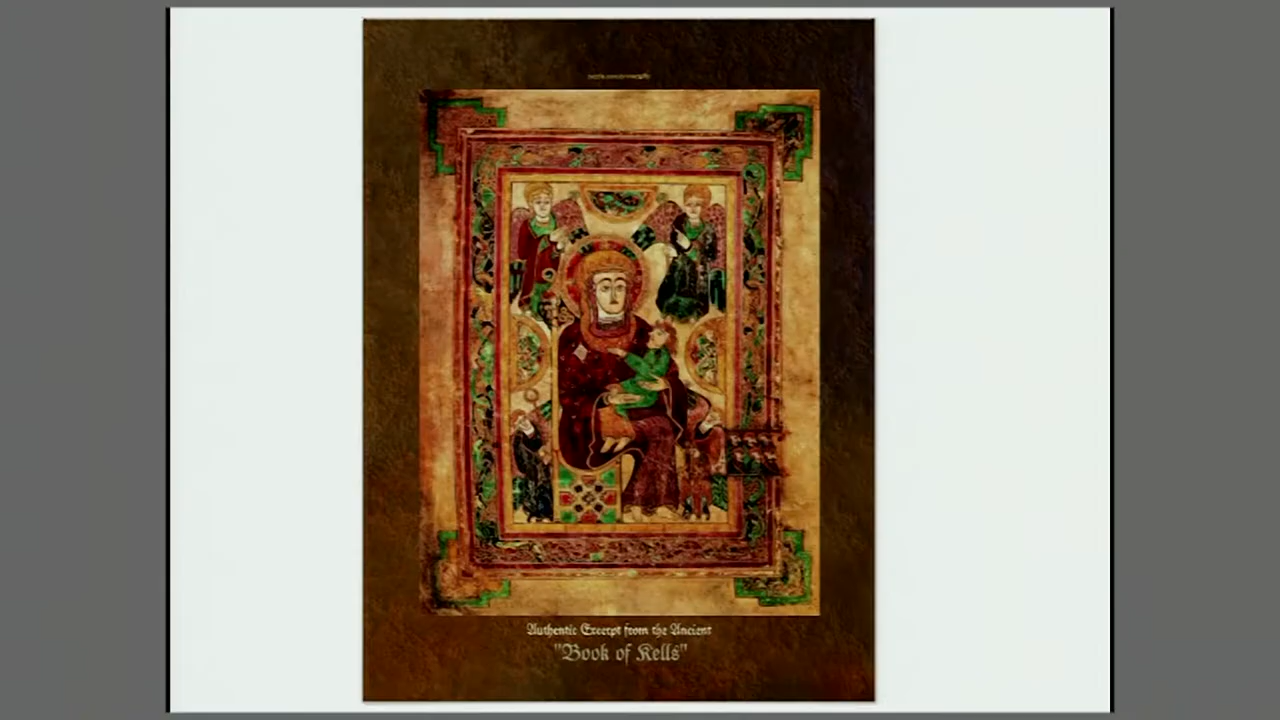 Authentic Excerpt from the Ancient
"Book of Kells"